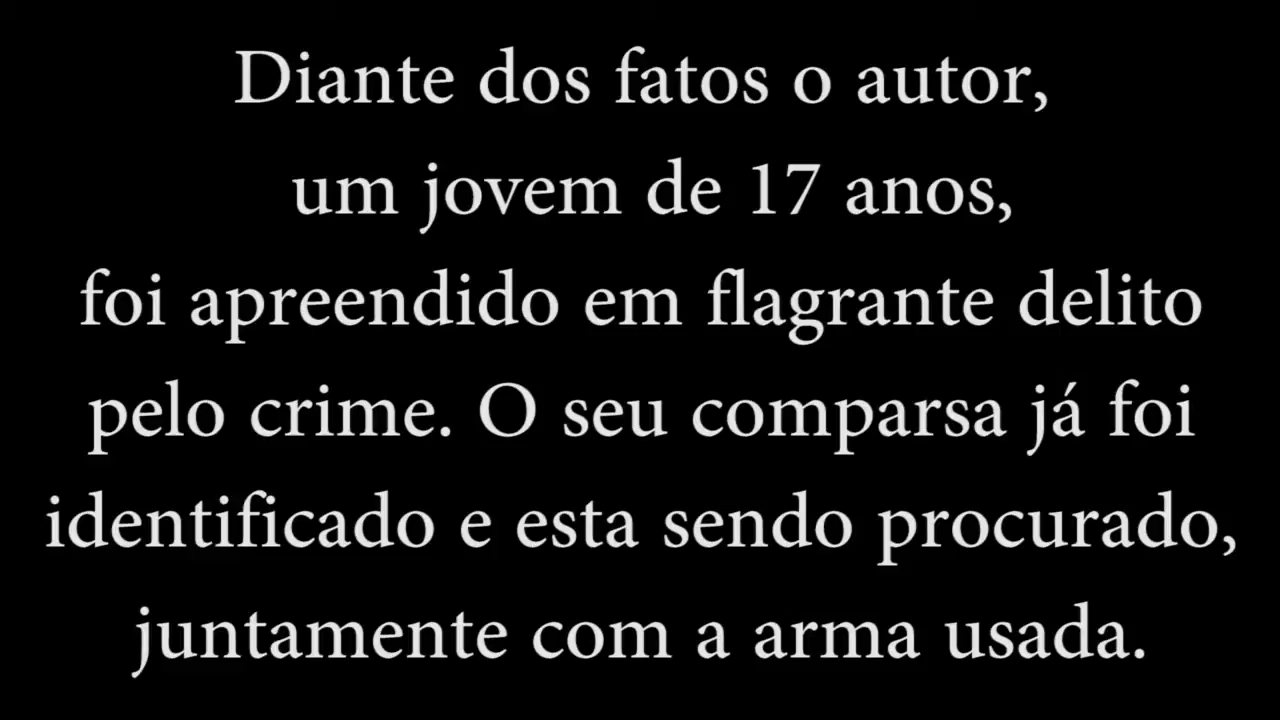 Diante dos fatos o autor,
um jovem de 17 anos,
foi apreendido em flagrante delito
pelo crime. O seu comparsa já foi
identificado e esta sendo procurado,
juntamente com a arma usada.